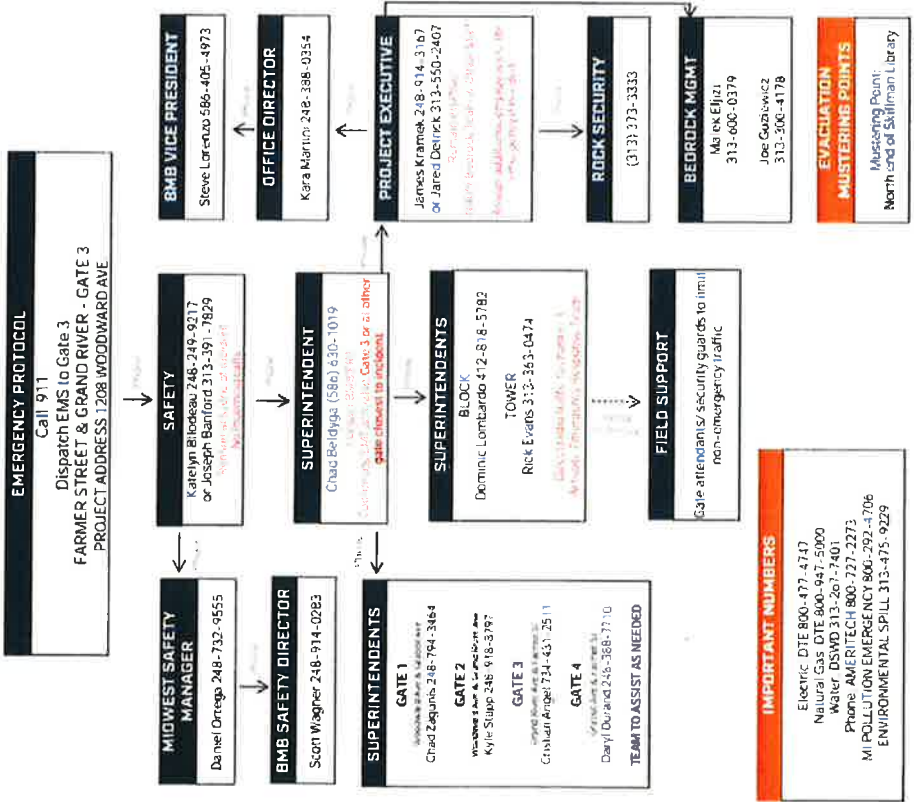 EMERGENCY PROTOCOL
Call 911
Dispatch EMS to Gate 3
FARMER STREET & GRAND RIVER - GATE 3
PROJECT ADDRESS 1208 WOODWARD AVE
MIDWEST SAFETY
MANAGER
Daniel Ortega 248-732-9555
BMB SAFETY DIRECTOR
Scott Wagner 248-914-0283
SAFETY
Katelyn Bilodeau 248-249-9217
or Joseph Banford 313-391-7829
SUPERINTENDENT
Chad Beldyga (586) 630-1019
Gate 3 or at other
gate closest to incident
SUPERINTENDENTS
GATE 1
Chad Zagunis 248-794-3464
GATE 2
Kyle Stupp 248-918-8797
GATE 3
Cristian Angel 734-431-2511
GATE 4
Daryl Durand 248-388-7710
TEAM TO ASSIST AS NEEDED
SUPERINTENDENTS
BLOCK
Dominic Lombardo 412-818-5782
TOWER
Rick Evans 313-363-0474
FIELD SUPPORT
Gate attendants/ security guards to limit
non-emergency traffic
BMB VICE PRESIDENT
Steve Lorenzo 586-405-4973
OFFICE DIRECTOR
Kara Martini 248-388-0354
PROJECT EXECUTIVE
James Kramek 248-914-3167
or Jared Detrick 313-550-2407
ROCK SECURITY
(313) 373-3333
BEDROCK MGMT
Malek Eljizi
313-600-0379
Joe Guziewicz
313-300-4178
EVACUATION
MUSTERING POINTS
Mustering Point:
North end of Skillman Library
IMPORTANT NUMBERS
Electric DTE 800-477-4747
Natural Gas DTE 800-947-5000
Water DSWD 313-267-7401
Phone AMERITECH 800-727-2273
MI POLLUTION EMERGENCY 800-292-4706
ENVIRONMENTAL SPILL 313-475-9229